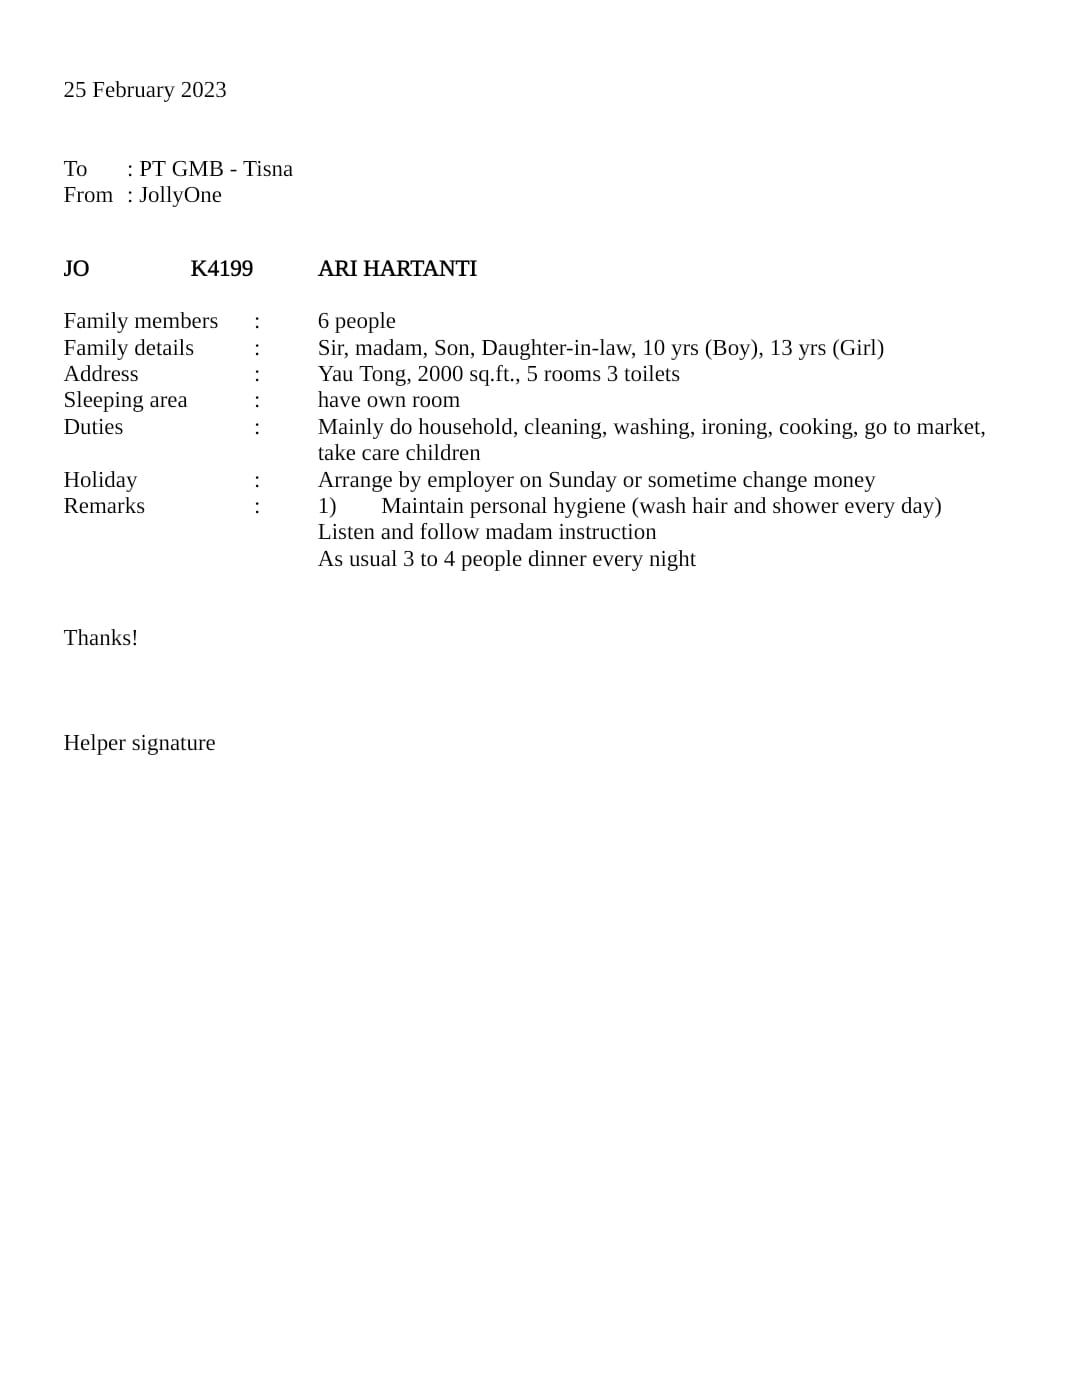 25 February 2023
To : PT GMB - Tisna
From : JollyOne
JO K4199 ARI HARTANTI
Family members : 6 people
Family details : Sir, madam, Son, Daughter-in-law, 10 yrs (Boy), 13 yrs (Girl)
Address : Yau Tong, 2000 sq.ft., 5 rooms 3 toilets
Sleeping area : have own room
Duties : Mainly do household, cleaning, washing, ironing, cooking, go to market,
take care children
Holiday : Arrange by employer on Sunday or sometime change money
Remarks : 1) Maintain personal hygiene (wash hair and shower every day)
Listen and follow madam instruction
As usual 3 to 4 people dinner every night
Thanks!
Helper signature